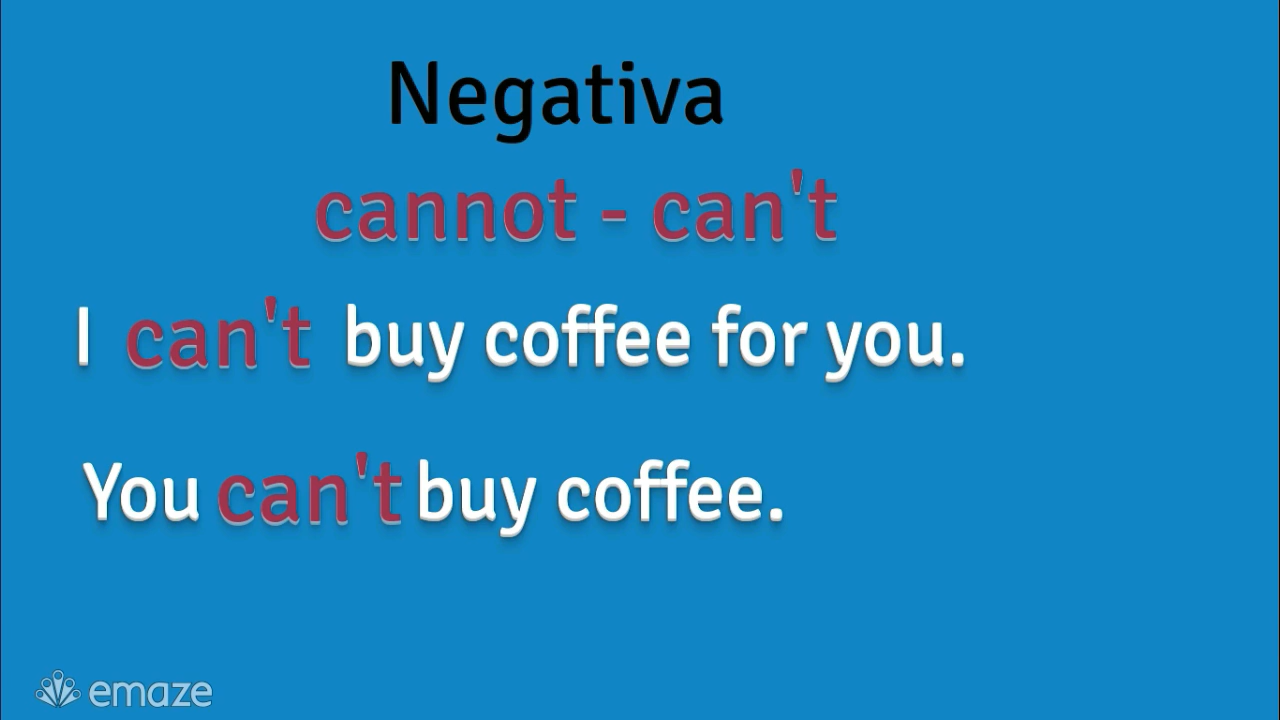 Negativa
cannot - can't
I can't buy coffee for you.
You can't buy coffee.
emaze